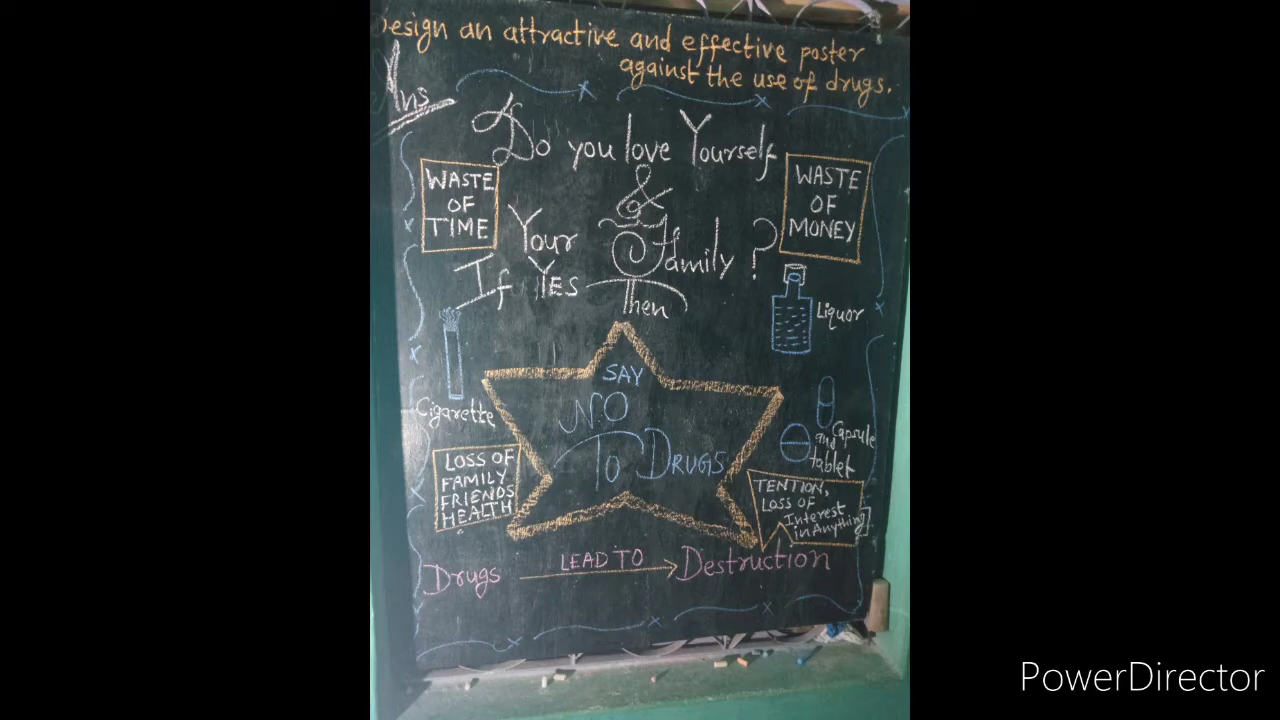 Design an attractive and effective poster
against the use of drugs.
Ans
Do you love Yourself
&
Your Family ?
If YES Then
WASTE
OF
TIME
WASTE
OF
MONEY
Cigarette
Liquor
SAY
NO
To DRUGS
Capsule
and
tablet
LOSS OF
FAMILY
FRIENDS
HEALTH
TENTION,
LOSS OF
Interest
in Anything
Drugs LEAD TO Destruction
PowerDirector